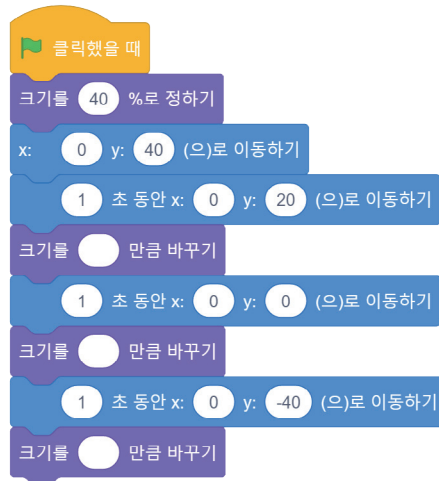 클릭했을 때
크기를 40 %로 정하기
x: 0 y: 40 (으)로 이동하기
1 초 동안 x: 0 y: 20 (으)로 이동하기
크기를 만큼 바꾸기
1 초 동안 x: 0 y: 0 (으)로 이동하기
크기를 만큼 바꾸기
1 초 동안 x: 0 y: -40 (으)로 이동하기
크기를 만큼 바꾸기